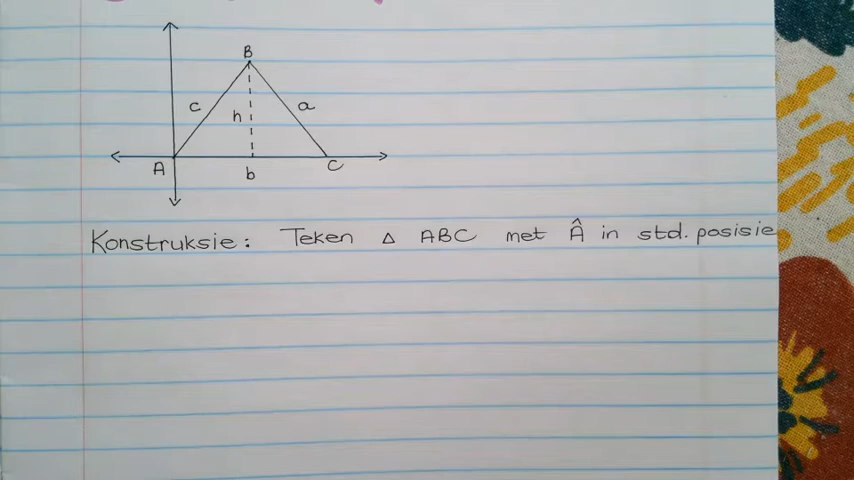 B
c
h
a
A
b
C
Konstruksie: Teken △ ABC met Â in std. posisie